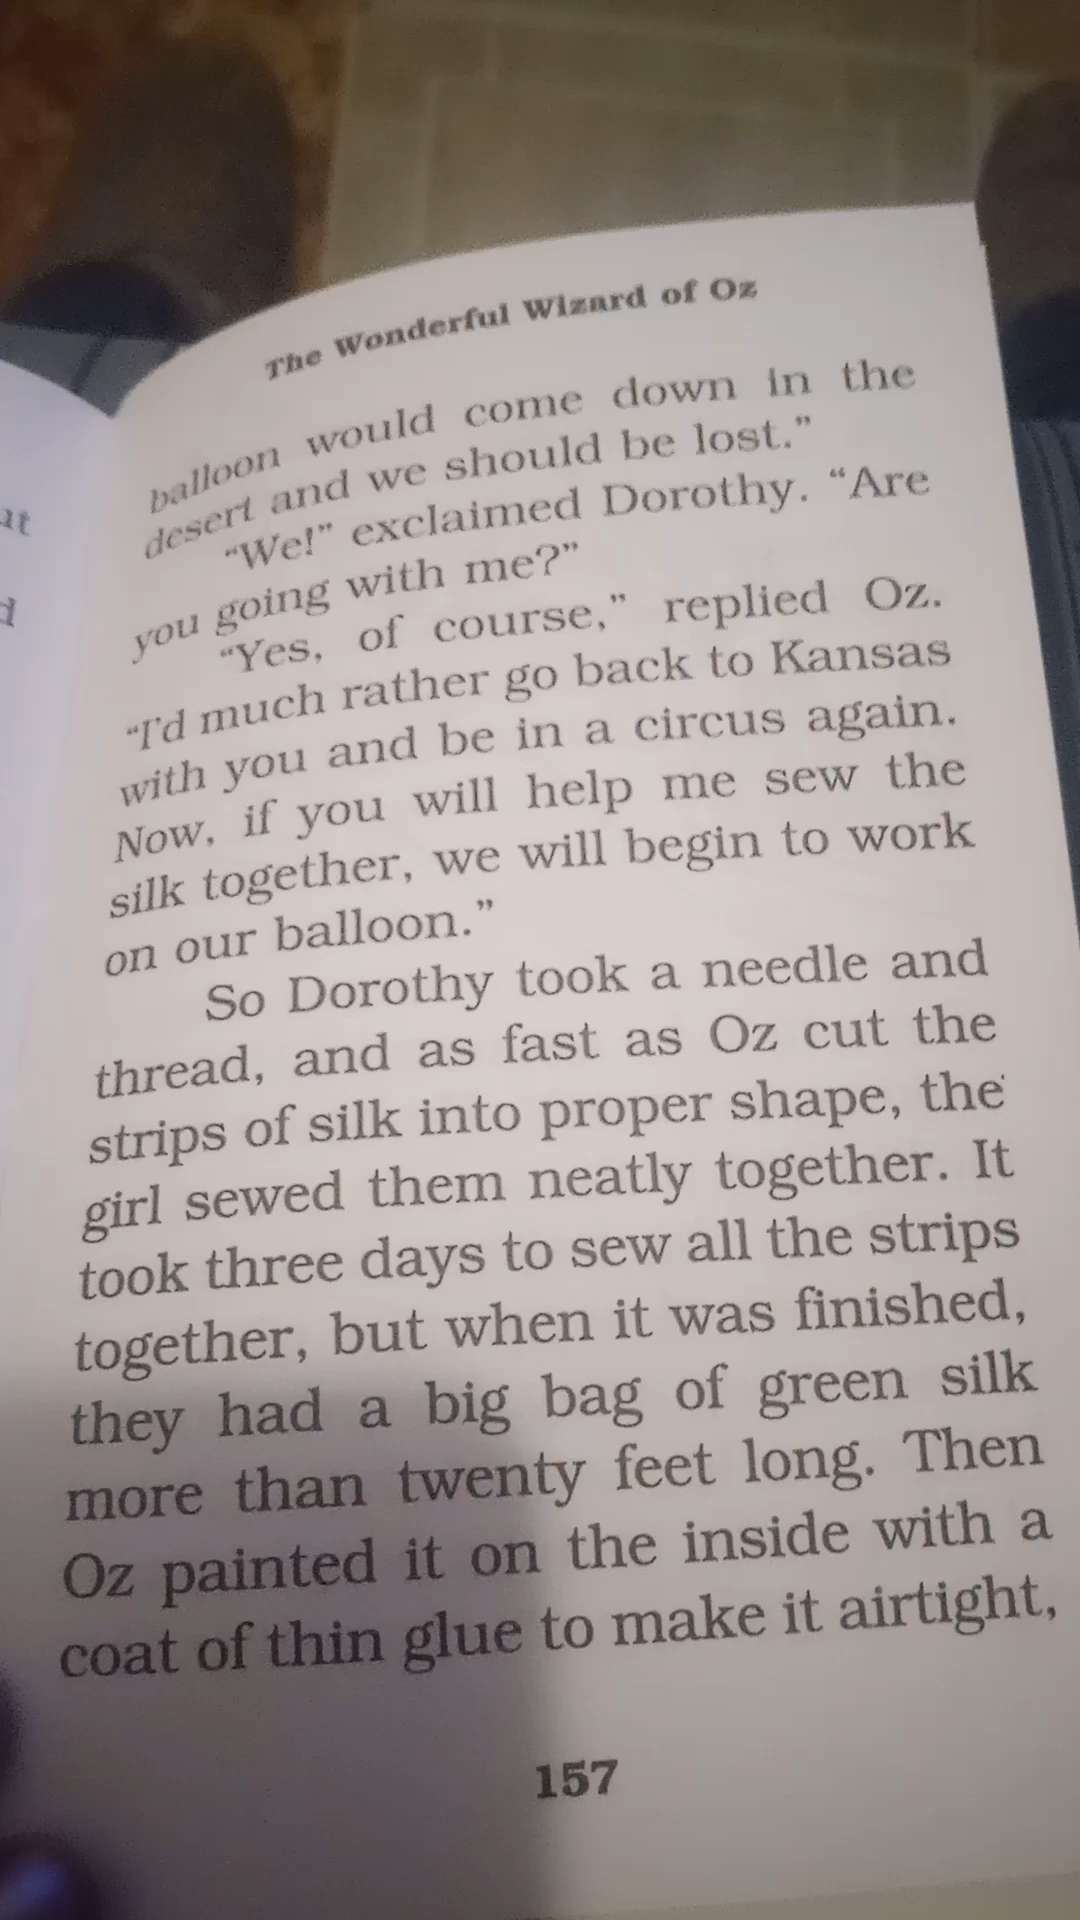 The Wonderful Wizard of Oz
balloon would come down in the
desert and we should be lost.”
“We!” exclaimed Dorothy. “Are
you going with me?”
“Yes, of course,” replied Oz.
“I'd much rather go back to Kansas
with you and be in a circus again.
Now, if you will help me sew the
silk together, we will begin to work
on our balloon.”
So Dorothy took a needle and
thread, and as fast as Oz cut the
strips of silk into proper shape, the
girl sewed them neatly together. It
took three days to sew all the strips
together, but when it was finished,
they had a big bag of green silk
more than twenty feet long. Then
Oz painted it on the inside with a
coat of thin glue to make it airtight,
157